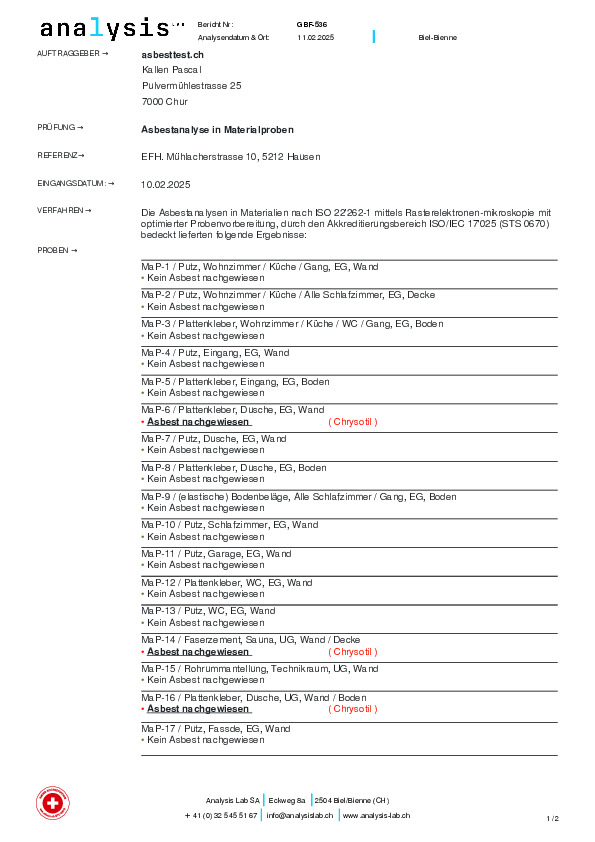 analysis
Bericht Nr: GBF-536
Analysendatum & Ort: 11.02.2025 Biel-Bienne
AUFTRAGGEBER → asbesttest.ch
Kallen Pascal
Pulvermühlestrasse 25
7000 Chur
PRÜFUNG → Asbestanalyse in Materialproben
REFERENZ→ EFH. Mühlacherstrasse 10, 5212 Hausen
EINGANGSDATUM: → 10.02.2025
VERFAHREN → Die Asbestanalysen in Materialien nach ISO 22'262-1 mittels Rasterelektronen-mikroskopie mit
optimierter Probenvorbereitung, durch den Akkreditierungsbereich ISO/IEC 17'025 (STS 0670)
bedeckt lieferten folgende Ergebnisse:
PROBEN →
MaP-1 / Putz, Wohnzimmer / Küche / Gang, EG, Wand
• Kein Asbest nachgewiesen
MaP-2 / Putz, Wohnzimmer / Küche / Alle Schlafzimmer, EG, Decke
• Kein Asbest nachgewiesen
MaP-3 / Plattenkleber, Wohnzimmer / Küche / WC / Gang, EG, Boden
• Kein Asbest nachgewiesen
MaP-4 / Putz, Eingang, EG, Wand
• Kein Asbest nachgewiesen
MaP-5 / Plattenkleber, Eingang, EG, Boden
• Kein Asbest nachgewiesen
MaP-6 / Plattenkleber, Dusche, EG, Wand
• Asbest nachgewiesen ( Chrysotil )
MaP-7 / Putz, Dusche, EG, Wand
• Kein Asbest nachgewiesen
MaP-8 / Plattenkleber, Dusche, EG, Boden
• Kein Asbest nachgewiesen
MaP-9 / (elastische) Bodenbeläge, Alle Schlafzimmer / Gang, EG, Boden
• Kein Asbest nachgewiesen
MaP-10 / Putz, Schlafzimmer, EG, Wand
• Kein Asbest nachgewiesen
MaP-11 / Putz, Garage, EG, Wand
• Kein Asbest nachgewiesen
MaP-12 / Plattenkleber, WC, EG, Wand
• Kein Asbest nachgewiesen
MaP-13 / Putz, WC, EG, Wand
• Kein Asbest nachgewiesen
MaP-14 / Faserzement, Sauna, UG, Wand / Decke
• Asbest nachgewiesen ( Chrysotil )
MaP-15 / Rohrummantellung, Technikraum, UG, Wand
• Kein Asbest nachgewiesen
MaP-16 / Plattenkleber, Dusche, UG, Wand / Boden
• Asbest nachgewiesen ( Chrysotil )
MaP-17 / Putz, Fassde, EG, Wand
• Kein Asbest nachgewiesen
Analysis Lab SA Eckweg 8a 2504 Biel/Bienne (CH)
+ 41 (0) 32 545 51 67 info@analysislab.ch www.analysis-lab.ch
1 / 2